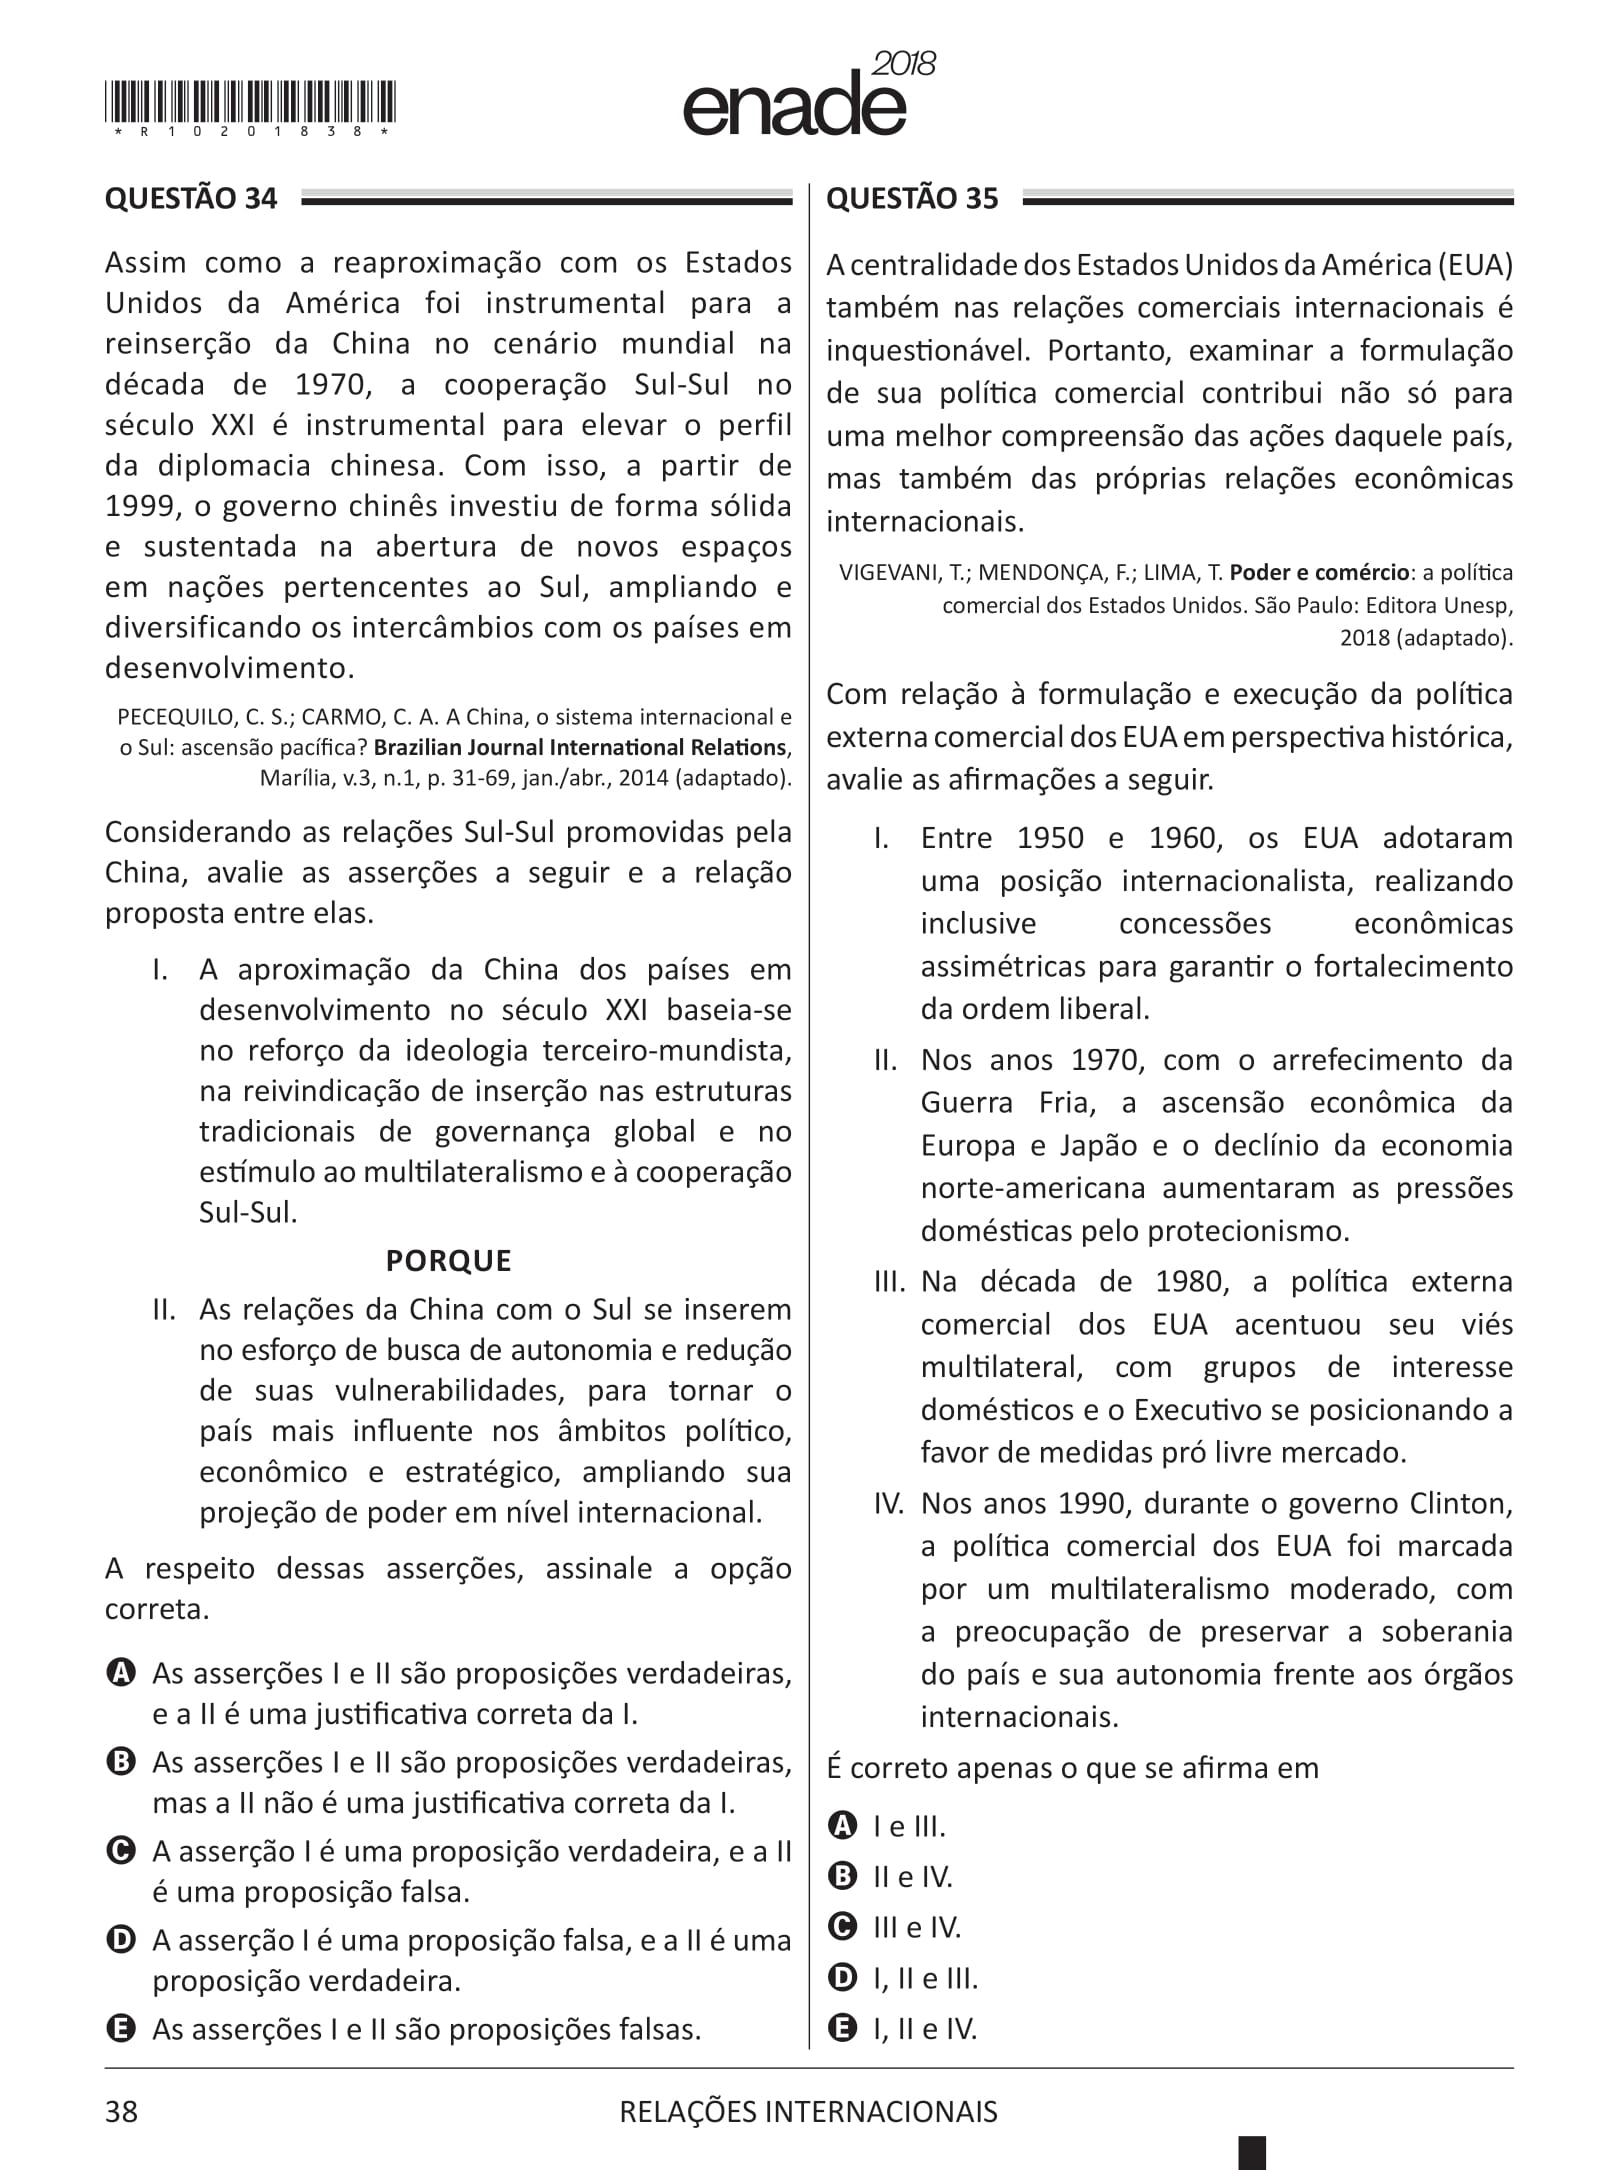 enade 2018
* R 1 0 2 0 1 8 3 8 *
QUESTÃO 34
Assim como a reaproximação com os Estados
Unidos da América foi instrumental para a
reinserção da China no cenário mundial na
década de 1970, a cooperação Sul-Sul no
século XXI é instrumental para elevar o perfil
da diplomacia chinesa. Com isso, a partir de
1999, o governo chinês investiu de forma sólida
e sustentada na abertura de novos espaços
em nações pertencentes ao Sul, ampliando e
diversificando os intercâmbios com os países em
desenvolvimento.
PECEQUILO, C. S.; CARMO, C. A. A China, o sistema internacional e
o Sul: ascensão pacífica? Brazilian Journal International Relations,
Marília, v.3, n.1, p. 31-69, jan./abr., 2014 (adaptado).
Considerando as relações Sul-Sul promovidas pela
China, avalie as asserções a seguir e a relação
proposta entre elas.
I. A aproximação da China dos países em
desenvolvimento no século XXI baseia-se
no reforço da ideologia terceiro-mundista,
na reivindicação de inserção nas estruturas
tradicionais de governança global e no
estímulo ao multilateralismo e à cooperação
Sul-Sul.
PORQUE
II. As relações da China com o Sul se inserem
no esforço de busca de autonomia e redução
de suas vulnerabilidades, para tornar o
país mais influente nos âmbitos político,
econômico e estratégico, ampliando sua
projeção de poder em nível internacional.
A respeito dessas asserções, assinale a opção
correta.
A As asserções I e II são proposições verdadeiras,
e a II é uma justificativa correta da I.
B As asserções I e II são proposições verdadeiras,
mas a II não é uma justificativa correta da I.
C A asserção I é uma proposição verdadeira, e a II
é uma proposição falsa.
D A asserção I é uma proposição falsa, e a II é uma
proposição verdadeira.
E As asserções I e II são proposições falsas.
QUESTÃO 35
A centralidade dos Estados Unidos da América (EUA)
também nas relações comerciais internacionais é
inquestionável. Portanto, examinar a formulação
de sua política comercial contribui não só para
uma melhor compreensão das ações daquele país,
mas também das próprias relações econômicas
internacionais.
VIGEVANI, T.; MENDONÇA, F.; LIMA, T. Poder e comércio: a política
comercial dos Estados Unidos. São Paulo: Editora Unesp,
2018 (adaptado).
Com relação à formulação e execução da política
externa comercial dos EUA em perspectiva histórica,
avalie as afirmações a seguir.
I. Entre 1950 e 1960, os EUA adotaram
uma posição internacionalista, realizando
inclusive concessões econômicas
assimétricas para garantir o fortalecimento
da ordem liberal.
II. Nos anos 1970, com o arrefecimento da
Guerra Fria, a ascensão econômica da
Europa e Japão e o declínio da economia
norte-americana aumentaram as pressões
domésticas pelo protecionismo.
III. Na década de 1980, a política externa
comercial dos EUA acentuou seu viés
multilateral, com grupos de interesse
domésticos e o Executivo se posicionando a
favor de medidas pró livre mercado.
IV. Nos anos 1990, durante o governo Clinton,
a política comercial dos EUA foi marcada
por um multilateralismo moderado, com
a preocupação de preservar a soberania
do país e sua autonomia frente aos órgãos
internacionais.
É correto apenas o que se afirma em
A I e III.
B II e IV.
C III e IV.
D I, II e III.
E I, II e IV.
38
RELAÇÕES INTERNACIONAIS